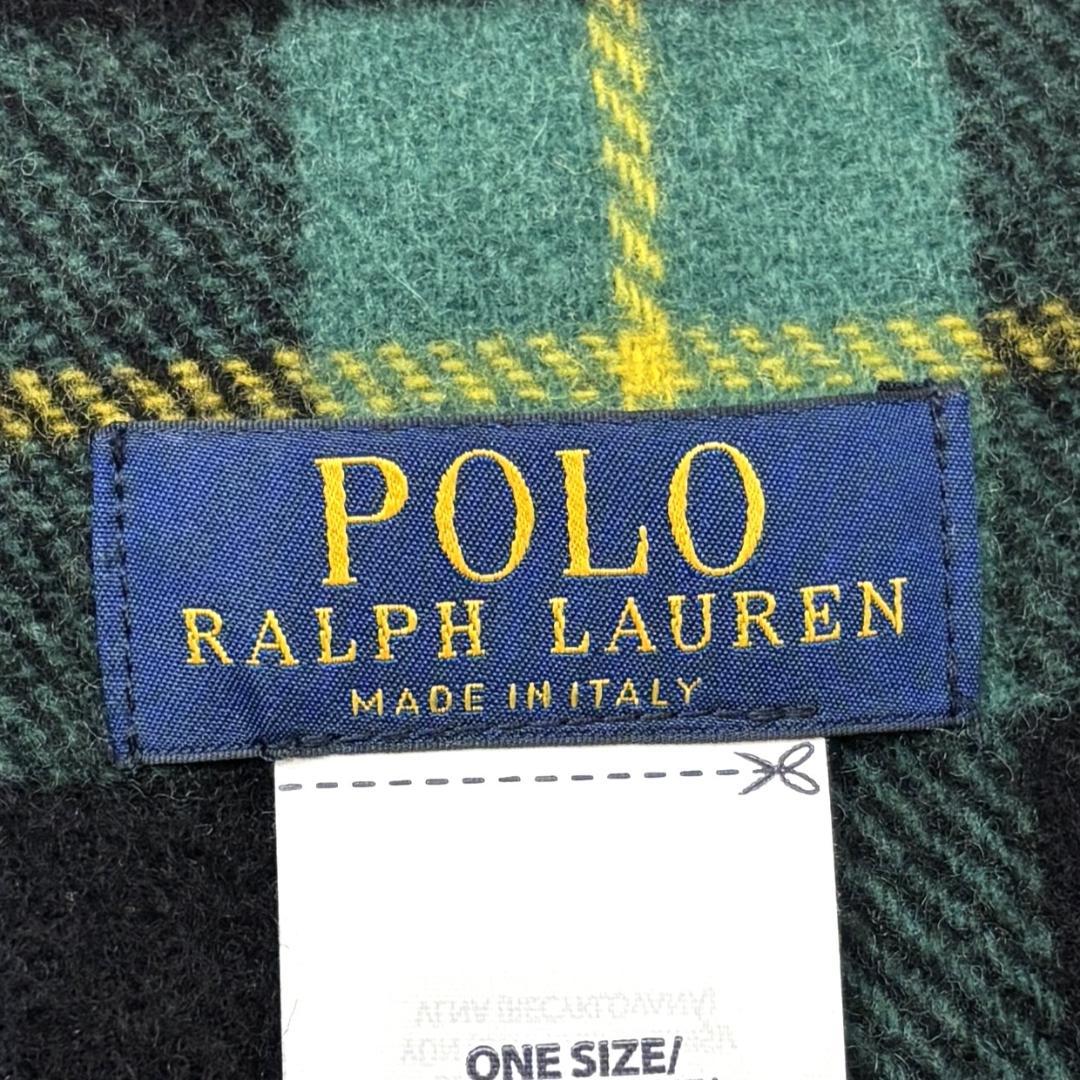 POLO
RALPH LAUREN
MADE IN ITALY
ONE SIZE/